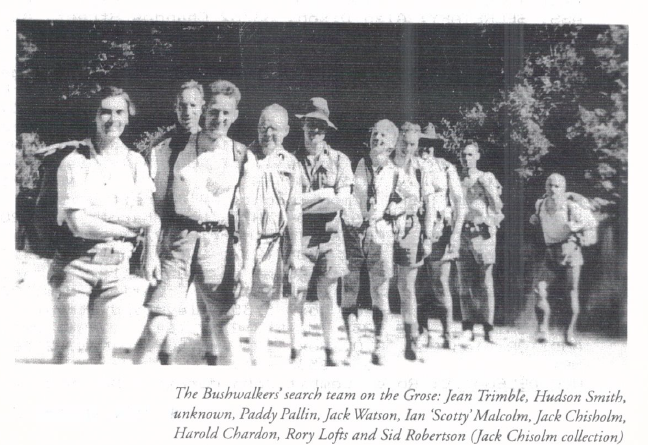 The Bushwalkers' search team on the Grose: Jean Trimble, Hudson Smith,
unknown, Paddy Pallin, Jack Watson, Ian 'Scotty' Malcolm, Jack Chisholm,
Harold Chardon, Rory Lofts and Sid Robertson (Jack Chisolm collection)